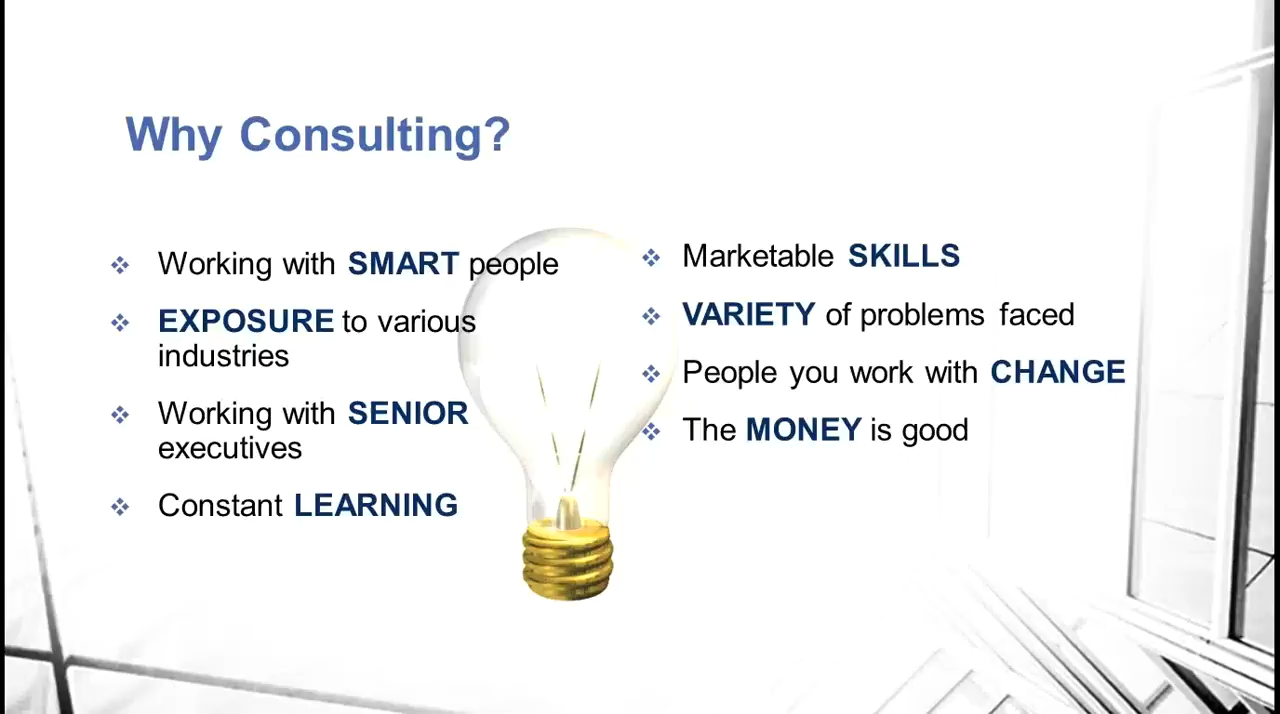 Why Consulting?
Working with SMART people
EXPOSURE to various
industries
Working with SENIOR
executives
Constant LEARNING
Marketable SKILLS
VARIETY of problems faced
People you work with CHANGE
The MONEY is good